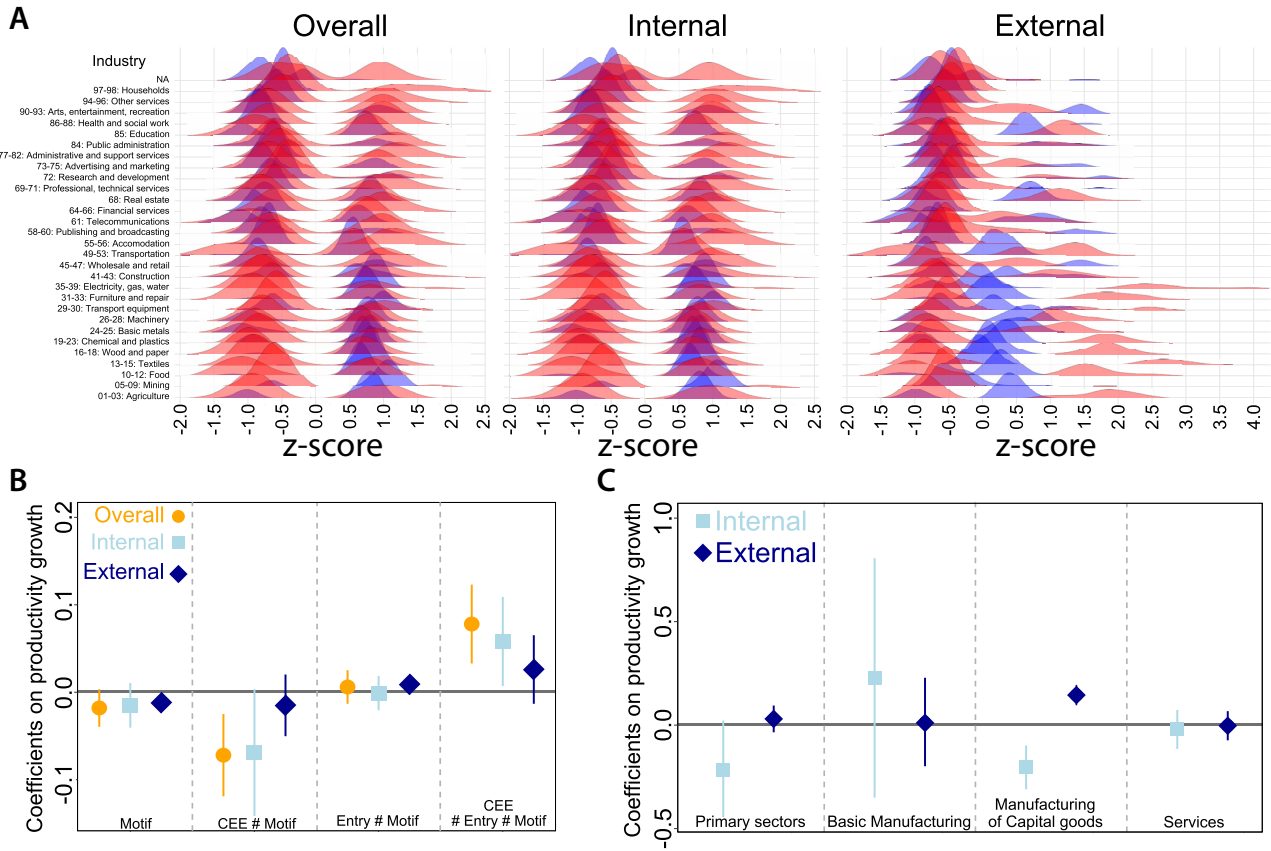 A
Overall
Internal
External
Industry
NA
97-98: Households
94-96: Other services
90-93: Arts, entertainment, recreation
86-88: Health and social work
85: Education
84: Public administration
77-82: Administrative and support services
73-75: Advertising and marketing
72: Research and development
69-71: Professional, technical services
68: Real estate
64-66: Financial services
61: Telecommunications
58-60: Publishing and broadcasting
55-56: Accomodation
49-53: Transportation
45-47: Wholesale and retail
41-43: Construction
35-39: Electricity, gas, water
31-33: Furniture and repair
29-30: Transport equipment
26-28: Machinery
24-25: Basic metals
19-23: Chemical and plastics
16-18: Wood and paper
13-15: Textiles
10-12: Food
05-09: Mining
01-03: Agriculture
-2.0 -1.5 -1.0 -0.5 0.0 0.5 1.0 1.5 2.0 2.5
-2.0 -1.5 -1.0 -0.5 0.0 0.5 1.0 1.5 2.0 2.5
-2.0 -1.5 -1.0 -0.5 0.0 0.5 1.0 1.5 2.0 2.5 3.0 3.5 4.0
z-score
z-score
z-score
B
Coefficients on productivity growth
0.2
0.1
0.0
-0.1
Overall
Internal
External
Motif
CEE # Motif
Entry # Motif
CEE
# Entry # Motif
C
Coefficients on productivity growth
1.0
0.5
0.0
-0.5
Internal
External
Primary sectors
Basic Manufacturing
Manufacturing
of Capital goods
Services